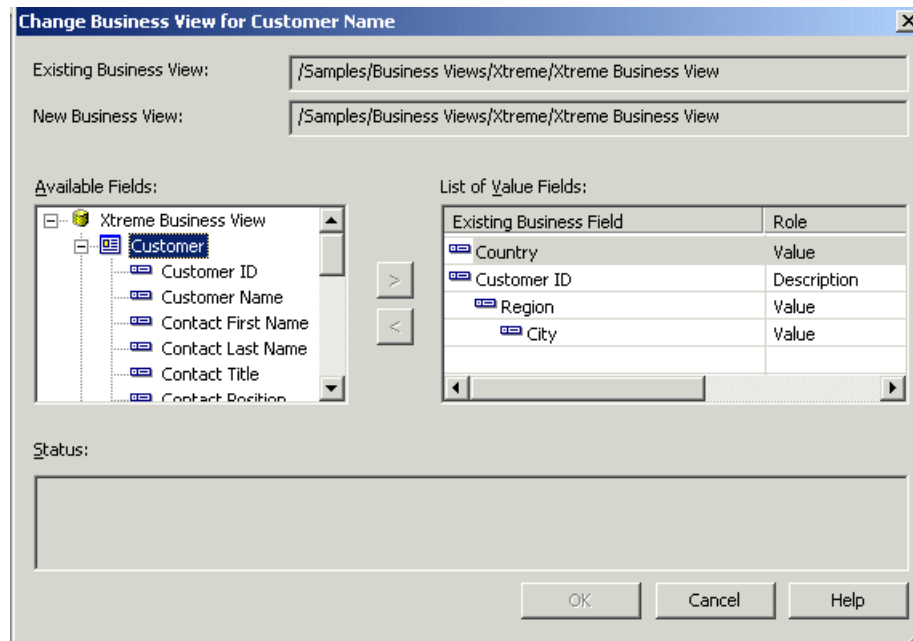 Change Business View for Customer Name
Existing Business View: /Samples/Business Views/Xtreme/Xtreme Business View
New Business View: /Samples/Business Views/Xtreme/Xtreme Business View
Available Fields:
Xtreme Business View
Customer
Customer ID
Customer Name
Contact First Name
Contact Last Name
Contact Title
Contact Position
>
<
List of Value Fields:
Existing Business Field Role
Country Value
Customer ID Description
Region Value
City Value
Status:
OK Cancel Help